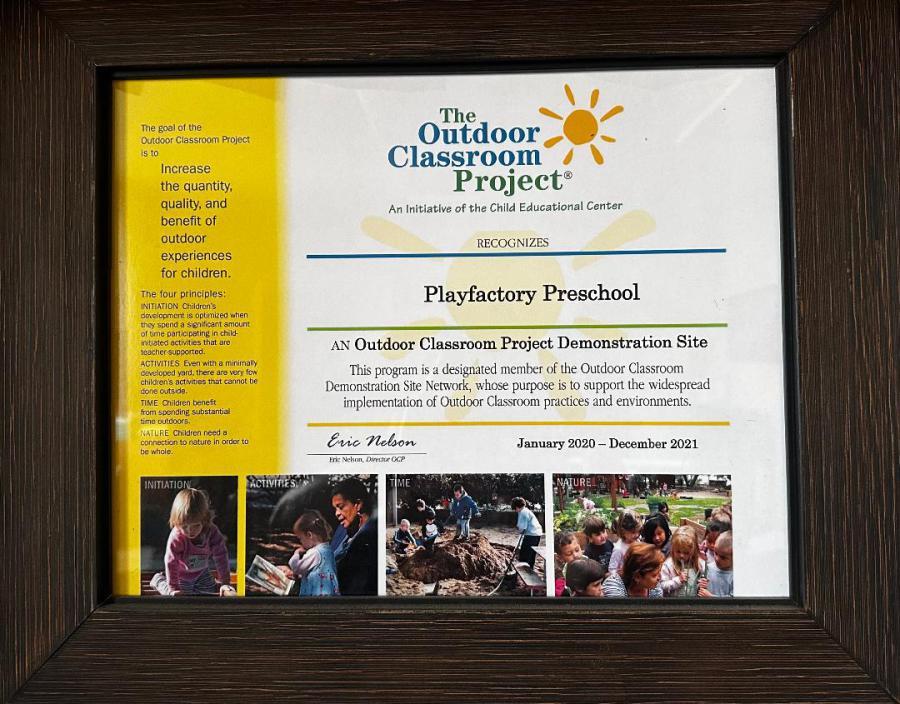 The goal of the
Outdoor Classroom Project
is to
Increase
the quantity,
quality, and
benefit of
outdoor
experiences
for children.
The four principles:
INITIATION Children's
development is optimized when
they spend a significant amount
of time participating in child-
initiated activities that are
teacher-supported.
ACTIVITIES Even with a minimally
developed yard, there are very few
children's activities that cannot be
done outside.
TIME Children benefit
from spending substantial
time outdoors.
NATURE Children need a
connection to nature in order to
be whole.
The
Outdoor
Classroom
Project®
An Initiative of the Child Educational Center
RECOGNIZES
Playfactory Preschool
AN Outdoor Classroom Project Demonstration Site
This program is a designated member of the Outdoor Classroom
Demonstration Site Network, whose purpose is to support the widespread
implementation of Outdoor Classroom practices and environments.
Eric Nelson
January 2020 – December 2021
Eric Nelson, Director OCP
INITIATION
ACTIVITIES
TIME
NATURE